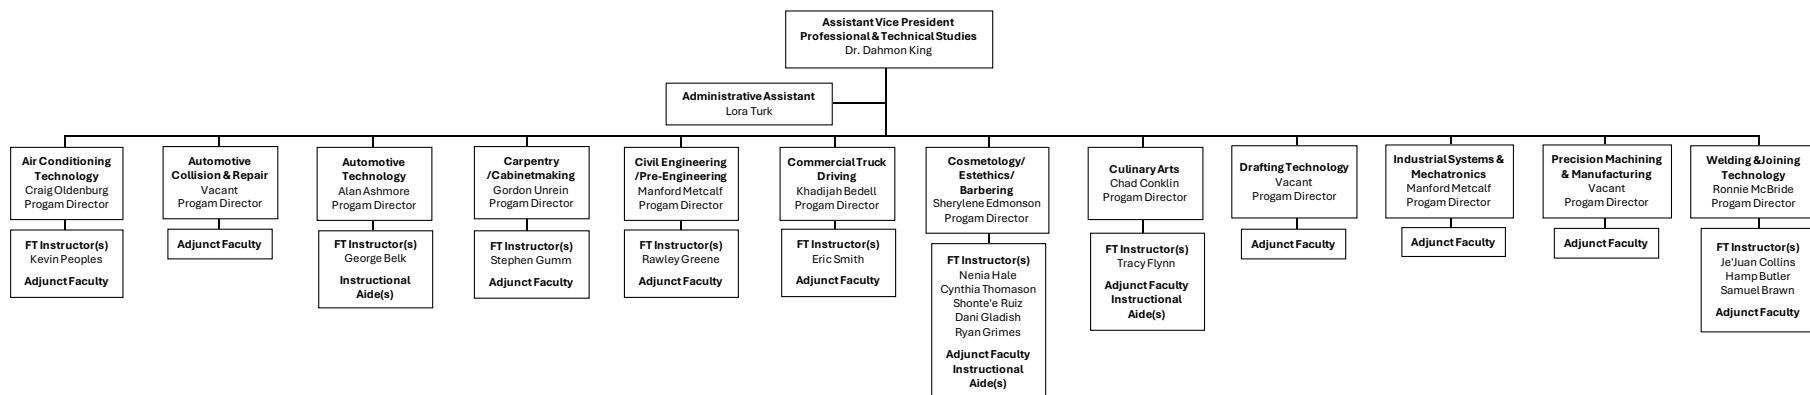 Assistant Vice President
Professional & Technical Studies
Dr. Dahmon King
Administrative Assistant
Lora Turk
Air Conditioning
Technology
Craig Oldenburg
Progam Director
FT Instructor(s)
Kevin Peoples
Adjunct Faculty
Automotive
Collision & Repair
Vacant
Progam Director
Adjunct Faculty
Automotive
Technology
Alan Ashmore
Progam Director
FT Instructor(s)
George Belk
Instructional
Aide(s)
Carpentry
/Cabinetmaking
Gordon Unrein
Progam Director
FT Instructor(s)
Stephen Gumm
Adjunct Faculty
Civil Engineering
/Pre-Engineering
Manford Metcalf
Progam Director
FT Instructor(s)
Rawley Greene
Adjunct Faculty
Commercial Truck
Driving
Khadijah Bedell
Progam Director
FT Instructor(s)
Eric Smith
Adjunct Faculty
Cosmetology/
Estethics/
Barbering
Sherylene Edmonson
Progam Director
FT Instructor(s)
Nenia Hale
Cynthia Thomason
Shonte'e Ruiz
Dani Gladish
Ryan Grimes
Adjunct Faculty
Instructional
Aide(s)
Culinary Arts
Chad Conklin
Progam Director
FT Instructor(s)
Tracy Flynn
Adjunct Faculty
Instructional
Aide(s)
Drafting Technology
Vacant
Progam Director
Adjunct Faculty
Industrial Systems &
Mechatronics
Manford Metcalf
Progam Director
Adjunct Faculty
Precision Machining
& Manufacturing
Vacant
Progam Director
Adjunct Faculty
Welding & Joining
Technology
Ronnie McBride
Progam Director
FT Instructor(s)
Je'Juan Collins
Hamp Butler
Samuel Brawn
Adjunct Faculty